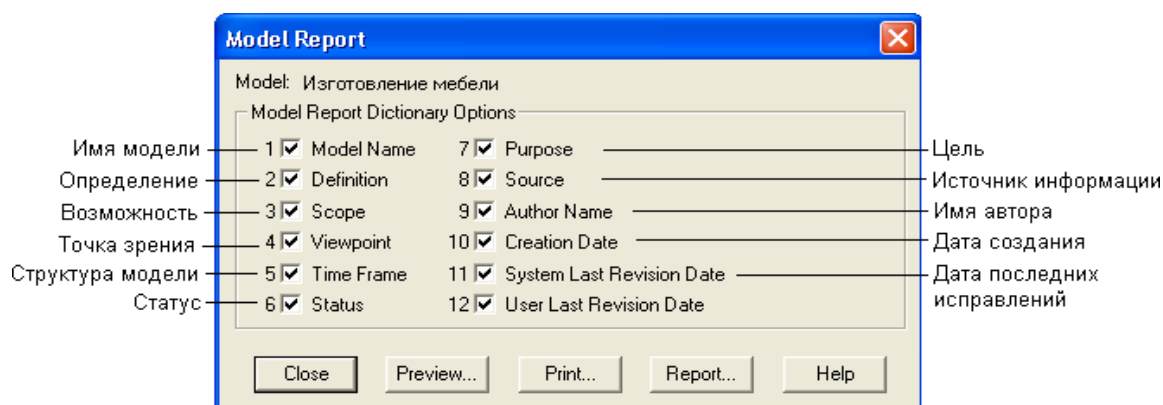 Model Report
Model: Изготовление мебели
Model Report Dictionary Options
Имя модели 1 Model Name 7 Purpose Цель
Определение 2 Definition 8 Source Источник информации
Возможность 3 Scope 9 Author Name Имя автора
Точка зрения 4 Viewpoint 10 Creation Date Дата создания
Структура модели 5 Time Frame 11 System Last Revision Date Дата последних
Статус 6 Status 12 User Last Revision Date исправлений
Close Preview... Print... Report... Help